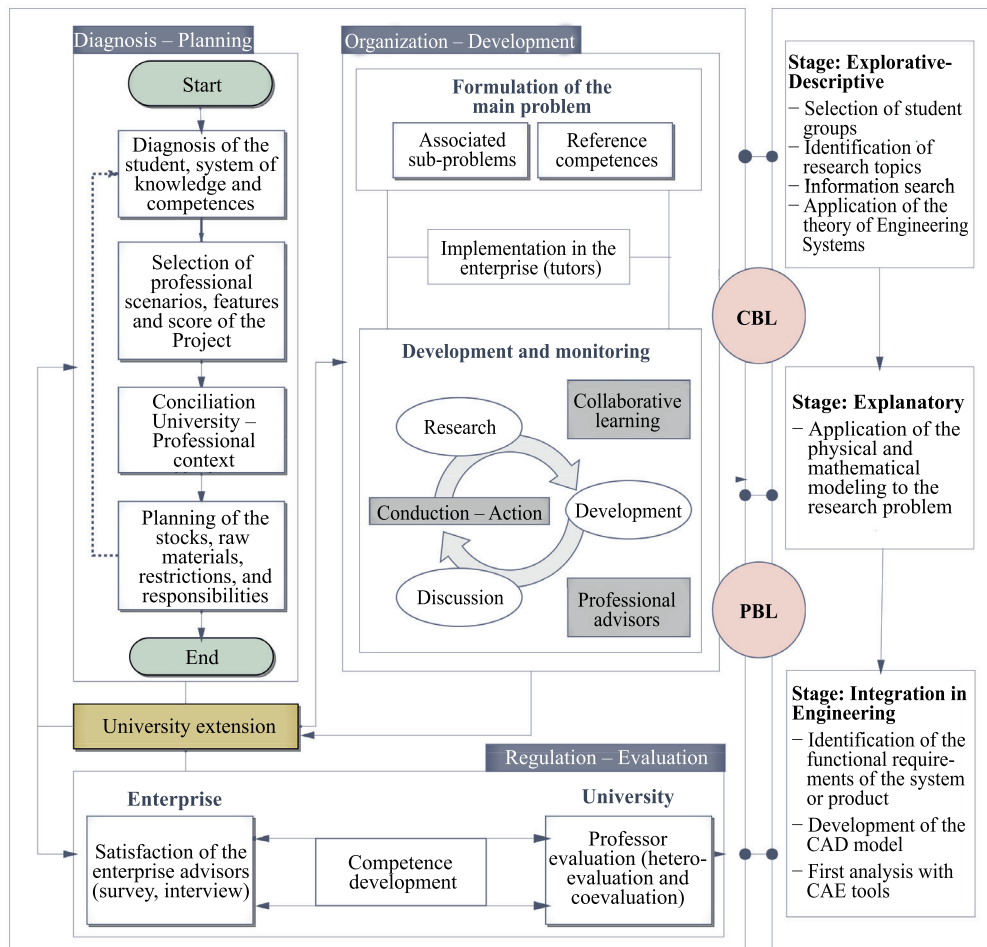 Diagnosis – Planning
Start
Diagnosis of the
student, system of
knowledge and
competences
Selection of
professional
scenarios, features
and score of the
Project
Conciliation
University –
Professional
context
Planning of the
stocks, raw
materials,
restrictions, and
responsibilities
End
University extension
Organization – Development
Formulation of the
main problem
Associated
sub-problems
Reference
competences
Implementation in the
enterprise (tutors)
Development and monitoring
Collaborative
learning
Research
Conduction – Action
Development
Discussion
Professional
advisors
Regulation – Evaluation
Enterprise
Satisfaction of the
enterprise advisors
(survey, interview)
Competence
development
University
Professor
evaluation (hetero-
evaluation and
coevaluation)
CBL
PBL
Stage: Explorative-
Descriptive
– Selection of student
groups
– Identification of
research topics
– Information search
– Application of the
theory of Engineering
Systems
Stage: Explanatory
– Application of the
physical and
mathematical
modeling to the
research problem
Stage: Integration in
Engineering
– Identification of the
functional require-
ments of the system
or product
– Development of the
CAD model
– First analysis with
CAE tools